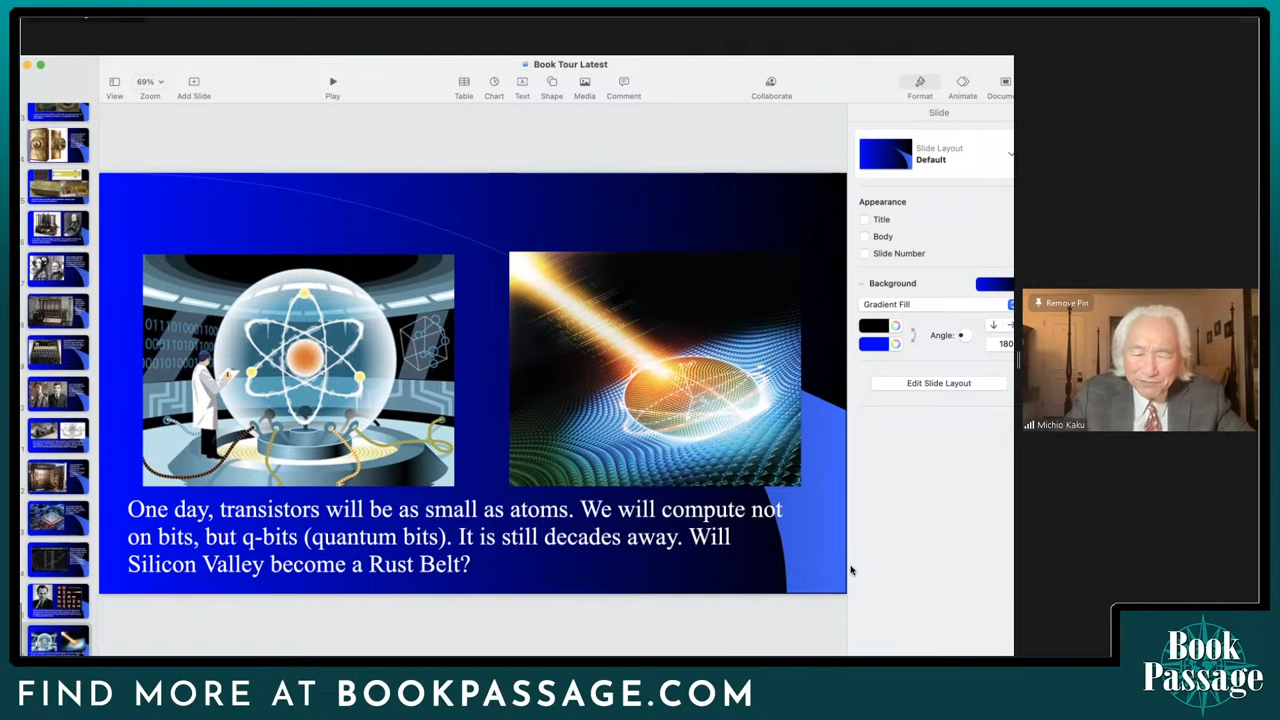 Book Tour Latest
69%
View
Zoom
Add Slide
Play
Table
Chart
Text
Shape
Media
Comment
Collaborate
Format
Animate
Docum
Slide
Slide Layout
Default
Appearance
Title
Body
Slide Number
Background
Gradient Fill
Angle:
180
Edit Slide Layout
One day, transistors will be as small as atoms. We will compute not
on bits, but q-bits (quantum bits). It is still decades away. Will
Silicon Valley become a Rust Belt?
Remove Pin
Michio Kaku
Book
Passage
FIND MORE AT BOOKPASSAGE.COM